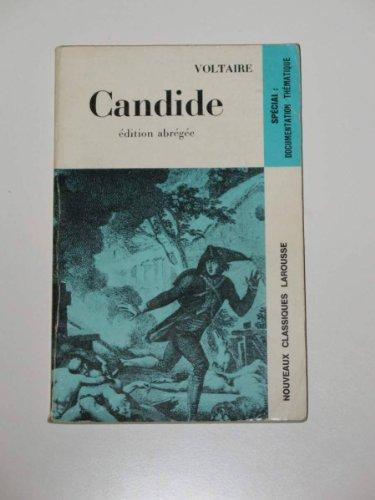 VOLTAIRE
Candide
édition abrégée
SPÉCIAL :
DOCUMENTATION THÉMATIQUE
NOUVEAUX CLASSIQUES LAROUSSE